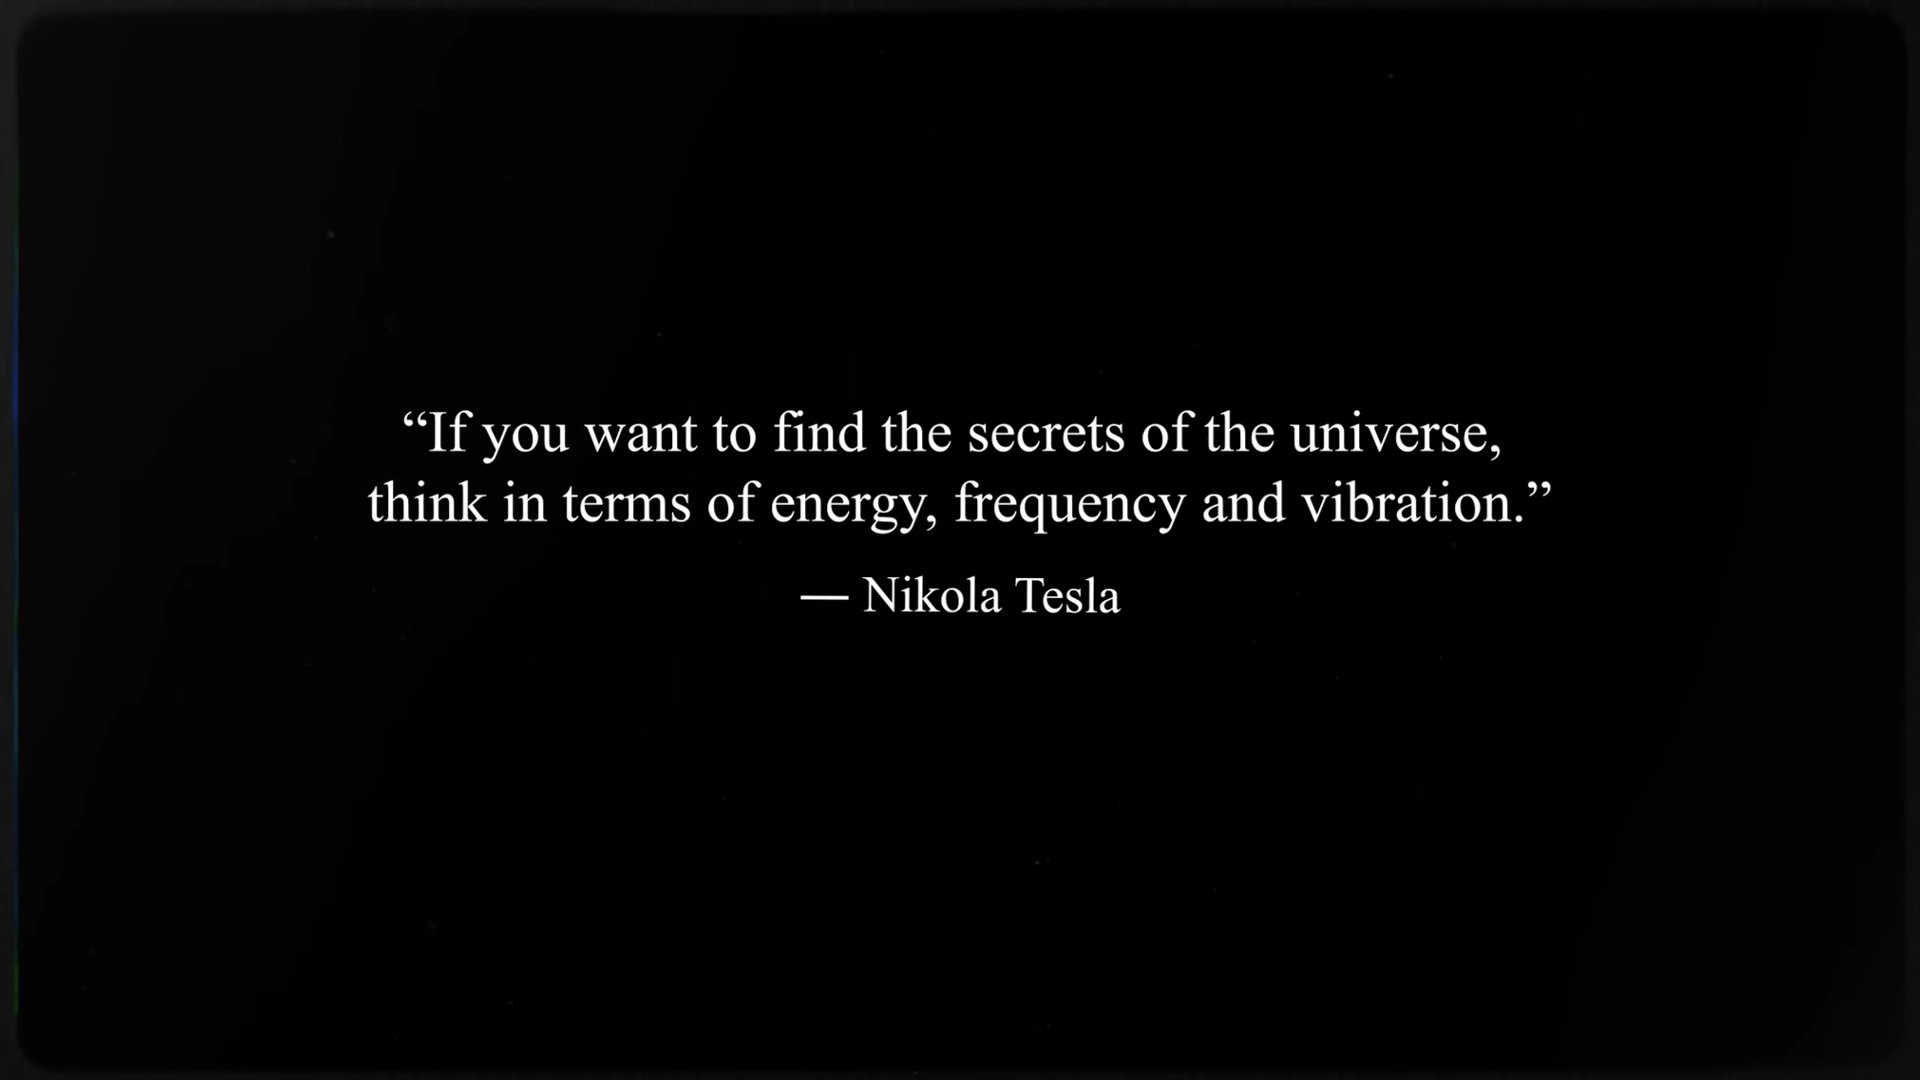 “If you want to find the secrets of the universe,
think in terms of energy, frequency and vibration.”
— Nikola Tesla